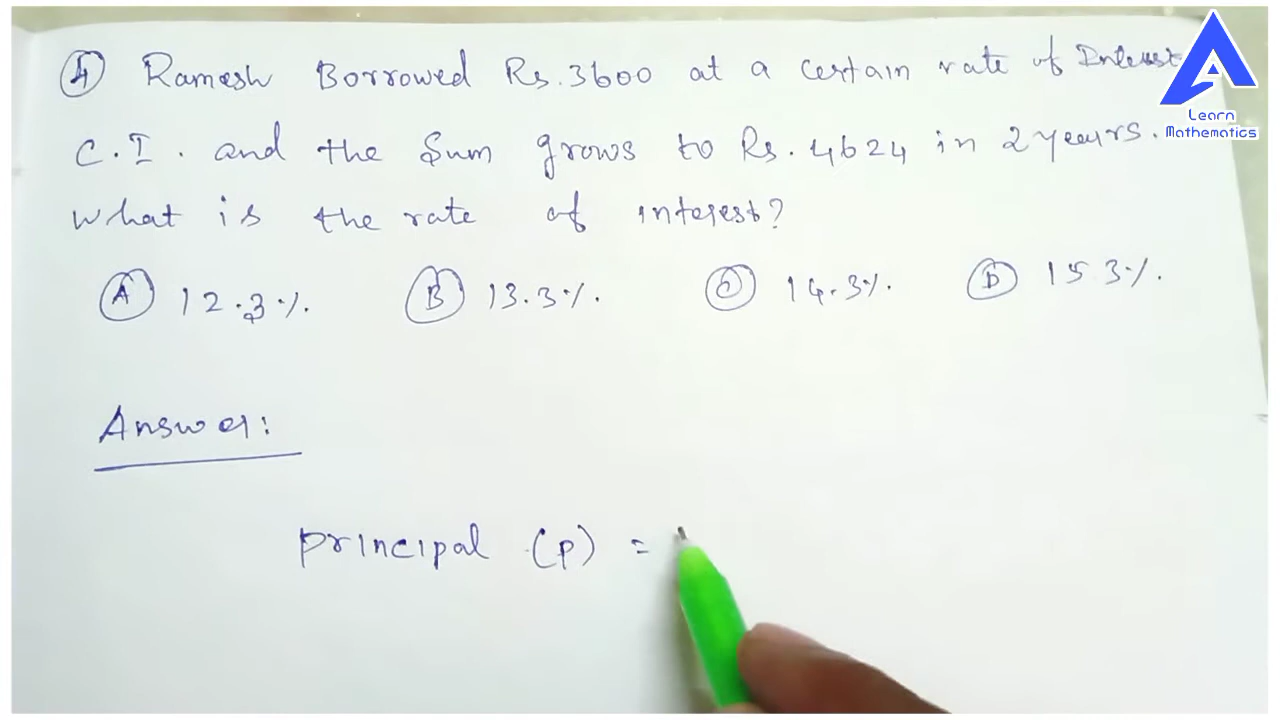 4 Ramesh Borrowed Rs.3600 at a certain rate of Interest
C.I. and the Sum grows to Rs.4624 in 2 years.
What is the rate of interest?
A 12.3%. B 13.3%. C 14.3%. D 15 3%.
Answer:
Principal (P) =
Learn
Mathematics